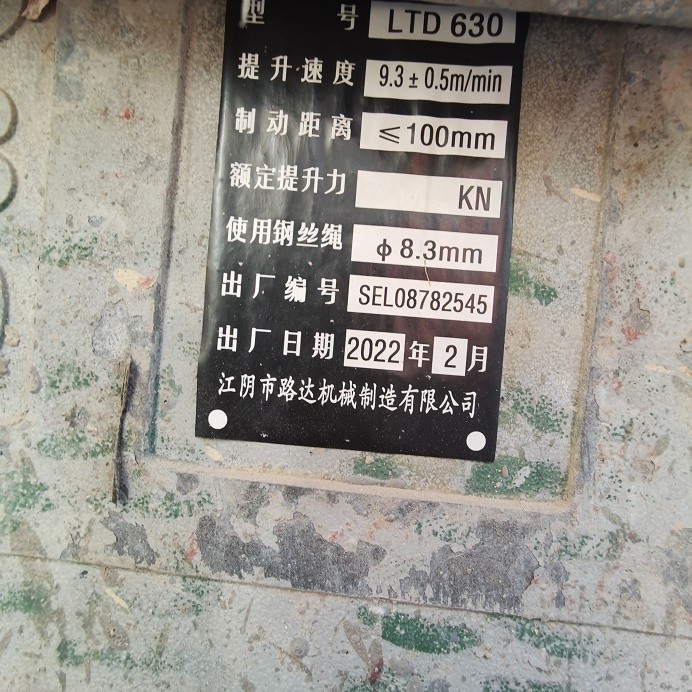 型号 LTD 630
提升速度 9.3±0.5m/min
制动距离 ≤100mm
额定提升力 KN
使用钢丝绳 ϕ8.3mm
出厂编号 SEL08782545
出厂日期 2022年2月
江阴市路达机械制造有限公司